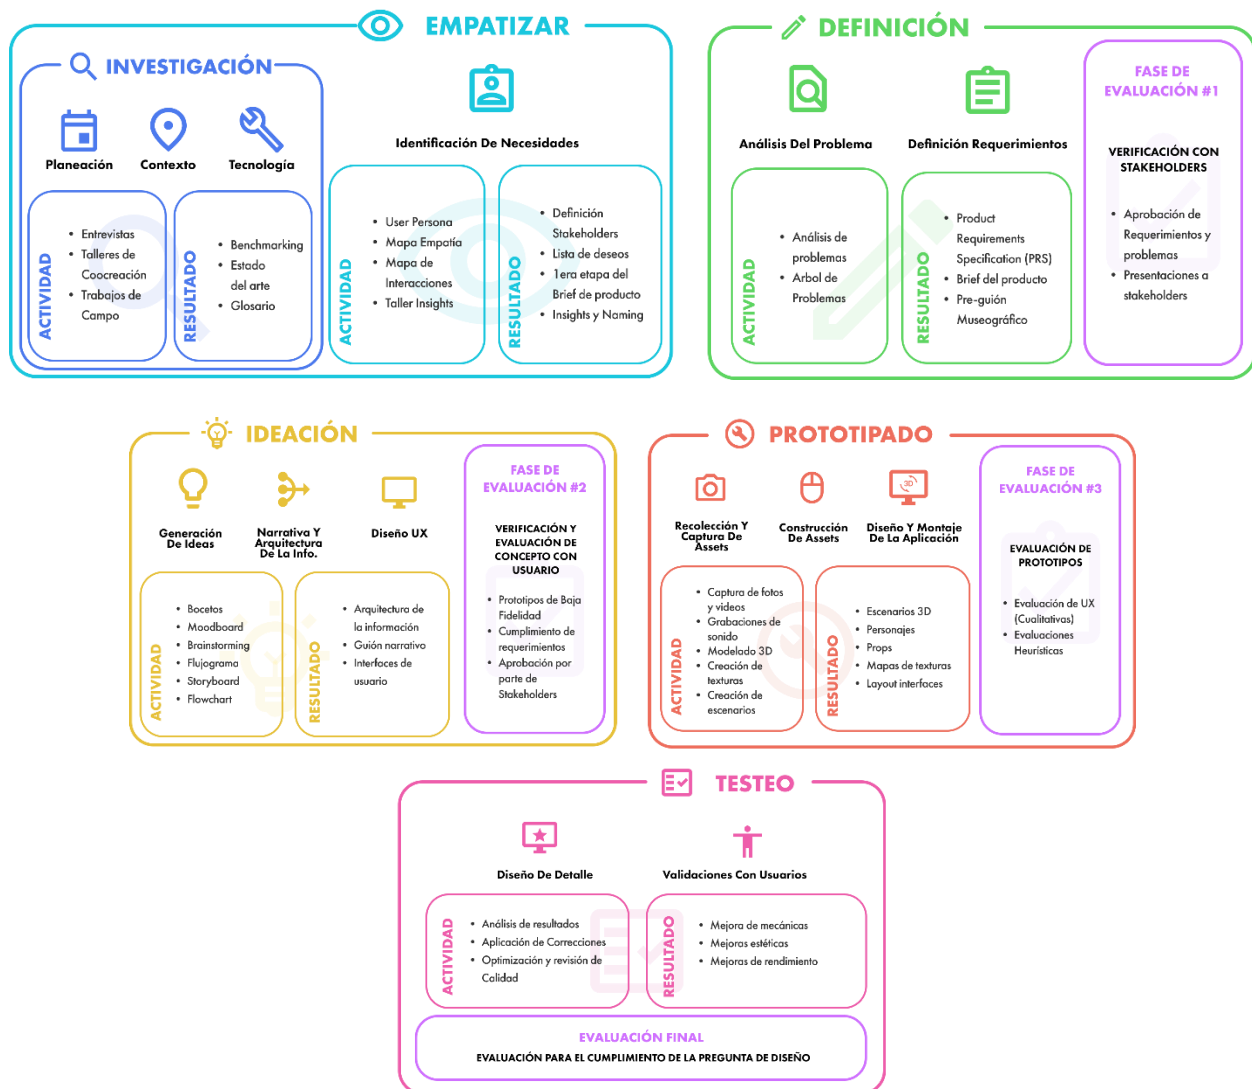 EMPATIZAR
INVESTIGACIÓN
Planeación
Contexto
Tecnología
ACTIVIDAD
• Entrevistas
• Talleres de
Coocreación
• Trabajos de
Campo
RESULTADO
• Benchmarking
• Estado
del arte
• Glosario
Identificación De Necesidades
ACTIVIDAD
• User Persona
• Mapa Empatía
• Mapa de
Interacciones
• Taller Insights
RESULTADO
• Definición
Stakeholders
• Lista de deseos
• 1era etapa del
Brief de producto
• Insights y Naming
DEFINICIÓN
Análisis Del Problema
Definición Requerimientos
ACTIVIDAD
• Análisis de
problemas
• Arbol de
Problemas
RESULTADO
• Product
Requirements
Specification (PRS)
• Brief del producto
• Pre-guión
Museográfico
FASE DE
EVALUACIÓN #1
VERIFICACIÓN CON
STAKEHOLDERS
• Aprobación de
Requerimientos y
problemas
• Presentaciones a
stakeholders
IDEACIÓN
Generación
De Ideas
Narrativa Y
Arquitectura
De La Info.
Diseño UX
ACTIVIDAD
• Bocetos
• Moodboard
• Brainstorming
• Flujograma
• Storyboard
• Flowchart
RESULTADO
• Arquitectura de
la información
• Guión narrativo
• Interfaces de
usuario
FASE DE
EVALUACIÓN #2
VERIFICACIÓN Y
EVALUACIÓN DE
CONCEPTO CON
USUARIO
• Prototipos de Baja
Fidelidad
• Cumplimiento de
requerimientos
• Aprobación por
parte de
Stakeholders
PROTOTIPADO
Recolección Y
Captura De
Assets
Construcción
De Assets
3D
Diseño Y Montaje
De La Aplicación
ACTIVIDAD
• Captura de fotos
y videos
• Grabaciones de
sonido
• Modelado 3D
• Creación de
texturas
• Creación de
escenarios
RESULTADO
• Escenarios 3D
• Personajes
• Props
• Mapas de texturas
• Layout interfaces
FASE DE
EVALUACIÓN #3
EVALUACIÓN DE
PROTOTIPOS
• Evaluación de UX
(Cualitativas)
• Evaluaciones
Heurísticas
TESTEO
Diseño De Detalle
Validaciones Con Usuarios
ACTIVIDAD
• Análisis de resultados
• Aplicación de Correcciones
• Optimización y revisión de
Calidad
RESULTADO
• Mejora de mecánicas
• Mejoras estéticas
• Mejoras de rendimiento
EVALUACIÓN FINAL
EVALUACIÓN PARA EL CUMPLIMIENTO DE LA PREGUNTA DE DISEÑO